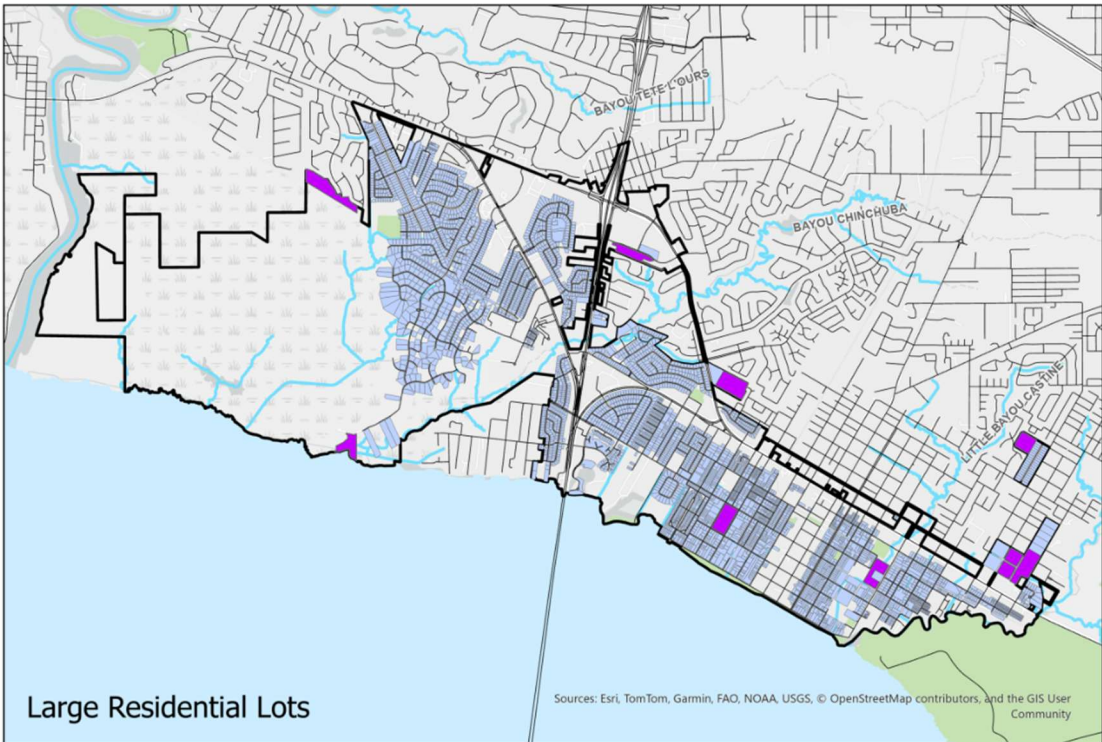 BAYOU TETE L'OURS
BAYOU CHINCHUBA
LITTLE BAYOU CASTINE
Large Residential Lots
Sources: Esri, TomTom, Garmin, FAO, NOAA, USGS, © OpenStreetMap contributors, and the GIS User
Community